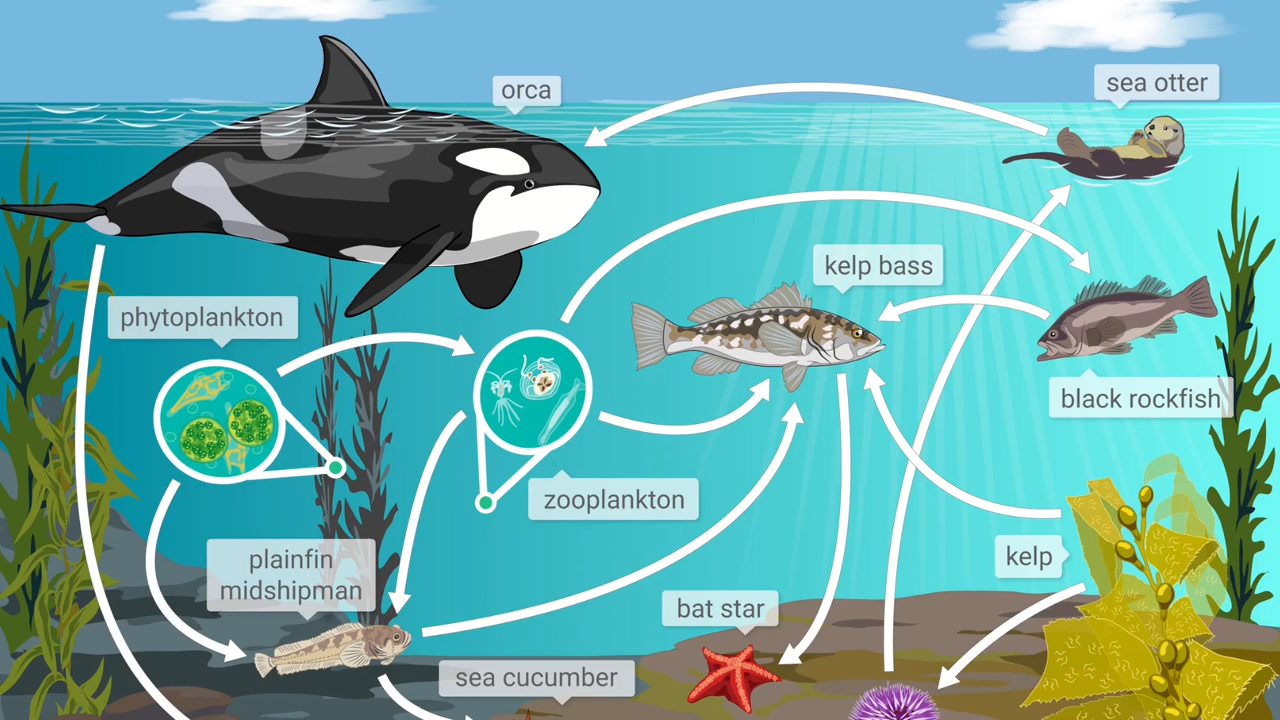 orca
sea otter
kelp bass
phytoplankton
black rockfish
zooplankton
kelp
plainfin
midshipman
bat star
sea cucumber